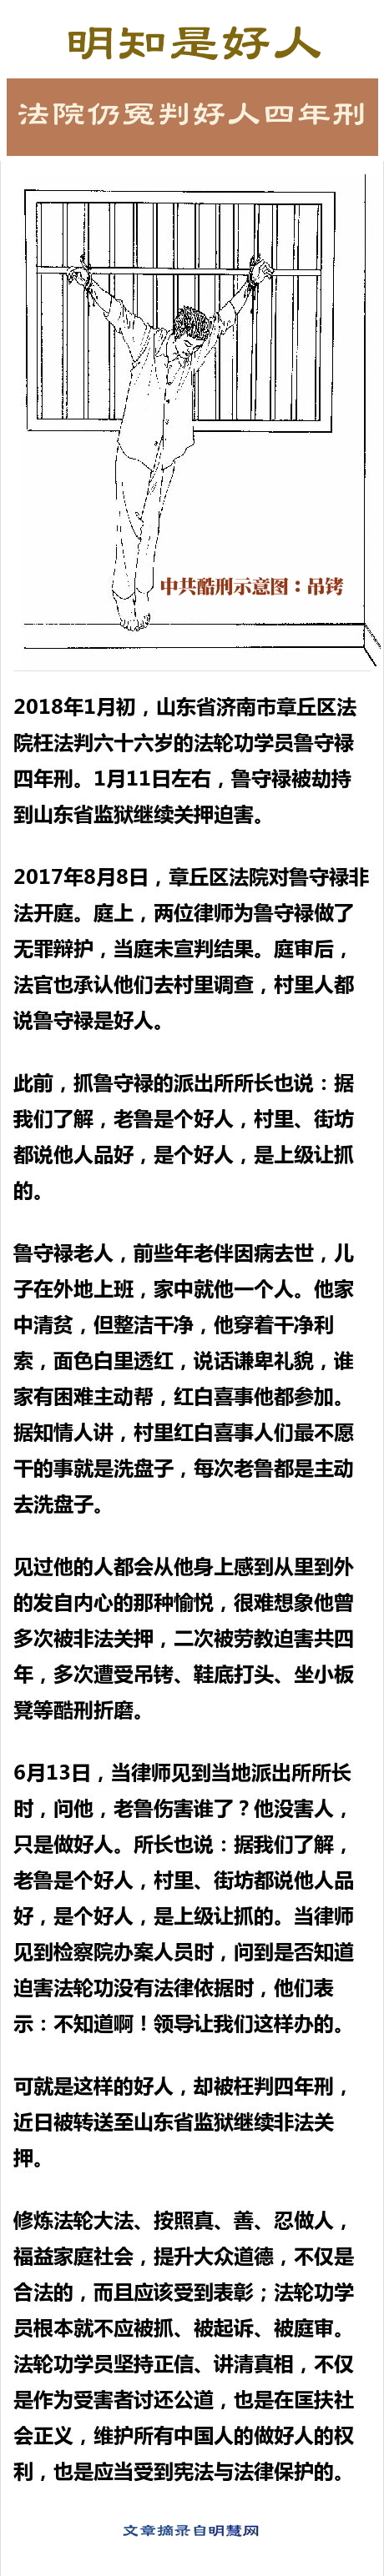 明知是好人
法院仍冤判好人四年刑
中共酷刑示意图：吊铐
2018年1月初，山东省济南市章丘区法
院枉法判六十六岁的法轮功学员鲁守禄
四年刑。1月11日左右，鲁守禄被劫持
到山东省监狱继续关押迫害。
2017年8月8日，章丘区法院对鲁守禄非
法开庭。庭上，两位律师为鲁守禄做了
无罪辩护，当庭未宣判结果。庭审后，
法官也承认他们去村里调查，村里人都
说鲁守禄是好人。
此前，抓鲁守禄的派出所所长也说：据
我们了解，老鲁是个好人，村里、街坊
都说他人品好，是个好人，是上级让抓
的。
鲁守禄老人，前些年老伴因病去世，儿
子在外地上班，家中就他一个人。他家
中清贫，但整洁干净，他穿着干净利
索，面色白里透红，说话谦卑礼貌，谁
家有困难主动帮，红白喜事他都参加。
据知情人讲，村里红白喜事人们最不愿
干的事就是洗盘子，每次老鲁都是主动
去洗盘子。
见过他的人都会从他身上感到从里到外
的发自内心的那种愉悦，很难想象他曾
多次被非法关押，二次被劳教迫害共四
年，多次遭受吊铐、鞋底打头、坐小板
凳等酷刑折磨。
6月13日，当律师见到当地派出所所长
时，问他，老鲁伤害谁了？他没害人，
只是做好人。所长也说：据我们了解，
老鲁是个好人，村里、街坊都说他人品
好，是个好人，是上级让抓的。当律师
见到检察院办案人员时，问到是否知道
迫害法轮功没有法律依据时，他们表
示：不知道啊！领导让我们这样办的。
可就是这样的好人，却被枉判四年刑，
近日被转送至山东省监狱继续非法关
押。
修炼法轮大法、按照真、善、忍做人，
福益家庭社会，提升大众道德，不仅是
合法的，而且应该受到表彰；法轮功学
员根本就不应被抓、被起诉、被庭审。
法轮功学员坚持正信、讲清真相，不仅
是作为受害者讨还公道，也是在匡扶社
会正义，维护所有中国人的做好人的权
利，也是应当受到宪法与法律保护的。
文章摘录自明慧网